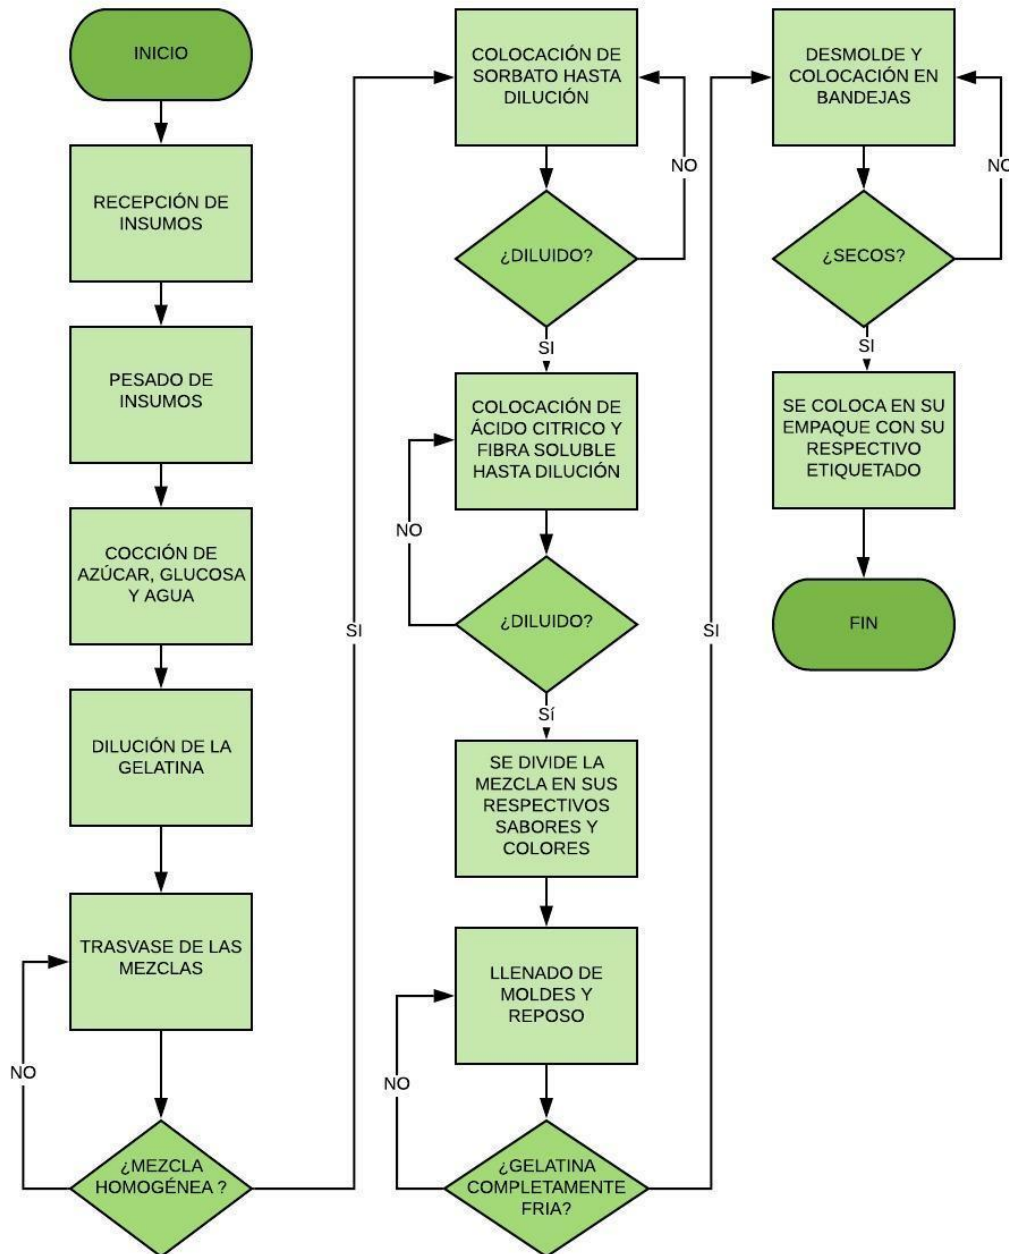 INICIO
RECEPCIÓN DE
INSUMOS
PESADO DE
INSUMOS
COCCIÓN DE
AZÚCAR, GLUCOSA
Y AGUA
DILUCIÓN DE LA
GELATINA
TRASVASE DE LAS
MEZCLAS
NO
¿MEZCLA
HOMOGÉNEA ?
SI
COLOCACIÓN DE
SORBATO HASTA
DILUCIÓN
NO
¿DILUIDO?
SI
COLOCACIÓN DE
ÁCIDO CITRICO Y
FIBRA SOLUBLE
HASTA DILUCIÓN
NO
¿DILUIDO?
Sí
SE DIVIDE LA
MEZCLA EN SUS
RESPECTIVOS
SABORES Y
COLORES
LLENADO DE
MOLDES Y
REPOSO
NO
¿GELATINA
COMPLETAMENTE
FRIA?
SI
DESMOLDE Y
COLOCACIÓN EN
BANDEJAS
NO
¿SECOS?
SI
SE COLOCA EN SU
EMPAQUE CON SU
RESPECTIVO
ETIQUETADO
FIN